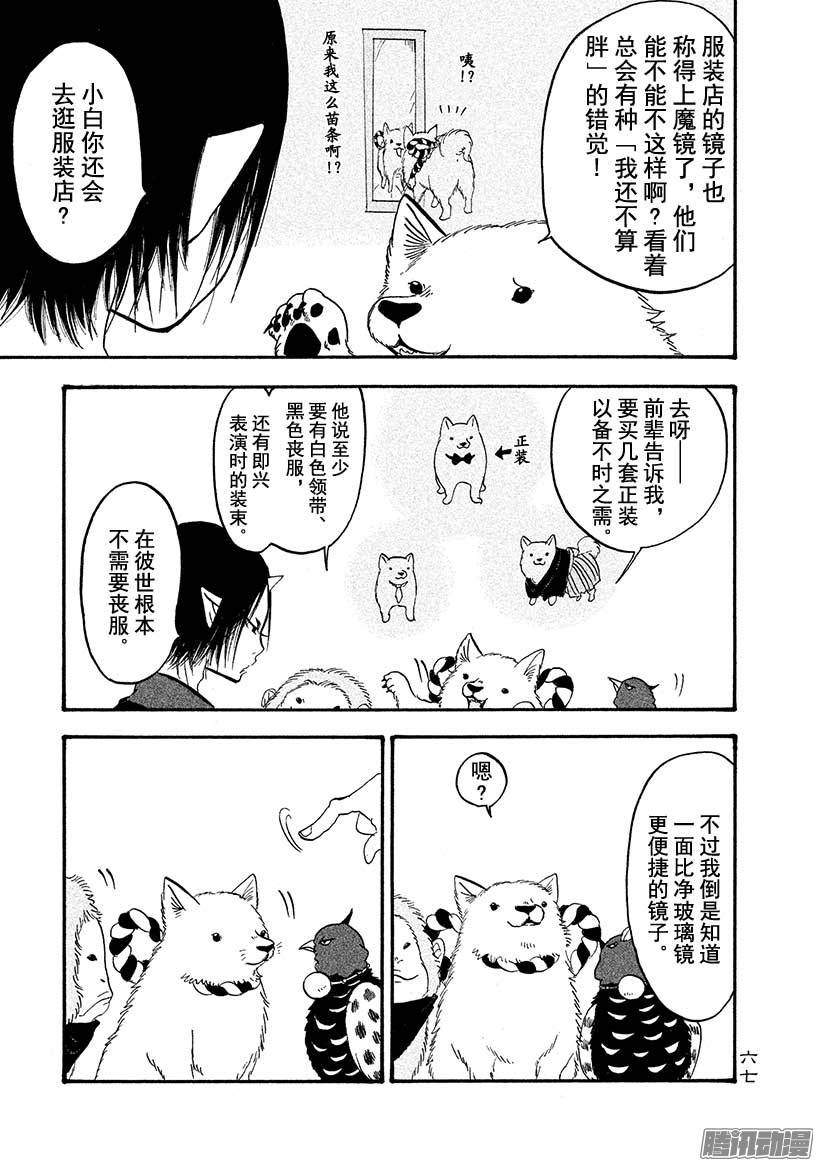 服装店的镜子也
称得上魔镜了，他们
能不能不这样啊？看着
总会有种「我还不算
胖」的错觉！
咦！？
原来我这么苗条啊！？
小白你还会
去逛服装店？
去呀——
前辈告诉我，
要买几套正装
以备不时之需。
正装
他说至少
要有白色领带、
黑色丧服，
还有即兴
表演时的装束。
在彼世根本
不需要丧服。
不过我倒是知道
一面比净玻璃镜
更便捷的镜子。
嗯？
六七
腾讯动漫